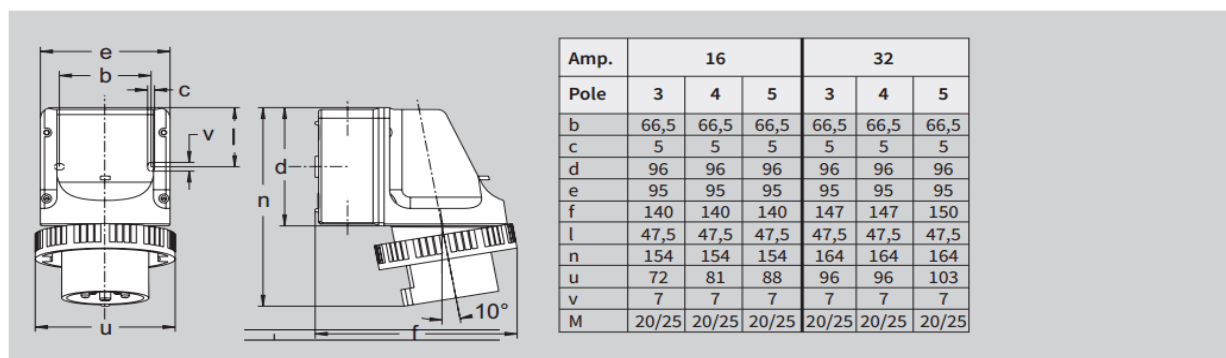 e
b
c
v
l
d
n
u
10°
f
Amp. 16 32
Pole 3 4 5 3 4 5
b 66,5 66,5 66,5 66,5 66,5 66,5
c 5 5 5 5 5 5
d 96 96 96 96 96 96
e 95 95 95 95 95 95
f 140 140 140 147 147 150
l 47,5 47,5 47,5 47,5 47,5 47,5
n 154 154 154 164 164 164
u 72 81 88 96 96 103
v 7 7 7 7 7 7
M 20/25 20/25 20/25 20/25 20/25 20/25